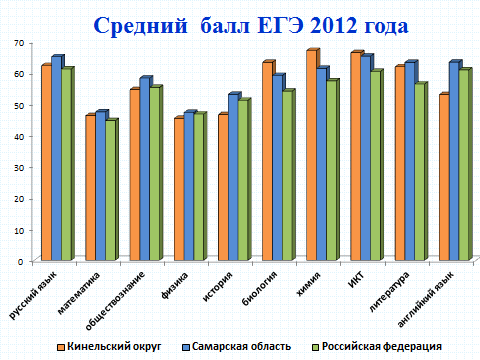 Средний балл ЕГЭ 2012 года
70
60
50
40
30
20
10
0
русский язык
математика
обществознание
физика
история
биология
химия
ИКТ
литература
английский язык
Кинельский округ
Самарская область
Российская федерация